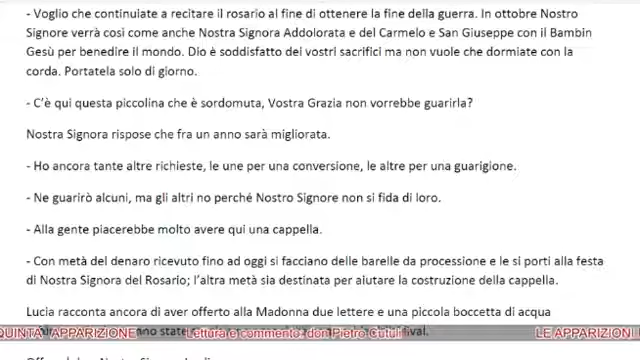 - Voglio che continuiate a recitare il rosario al fine di ottenere la fine della guerra. In ottobre Nostro
Signore verrà così come anche Nostra Signora Addolorata e del Carmelo e San Giuseppe con il Bambin
Gesù per benedire il mondo. Dio è soddisfatto dei vostri sacrifici ma non vuole che dormiate con la
corda. Portatela solo di giorno.
- C'è qui questa piccolina che è sordomuta, Vostra Grazia non vorrebbe guarirla?
Nostra Signora rispose che fra un anno sarà migliorata.
- Ho ancora tante altre richieste, le une per una conversione, le altre per una guarigione.
- Ne guarirò alcuni, ma gli altri no perché Nostro Signore non si fida di loro.
- Alla gente piacerebbe molto avere qui una cappella.
- Con metà del denaro ricevuto fino ad oggi si facciano delle barelle da processione e le si porti alla festa
di Nostra Signora del Rosario; l'altra metà sia destinata per aiutare la costruzione della cappella.
Lucia racconta ancora di aver offerto alla Madonna due lettere e una piccola boccetta di acqua
QUINTA APPARIZIONE Lettura e commento: don Pietro Cutuli LE APPARIZIONI